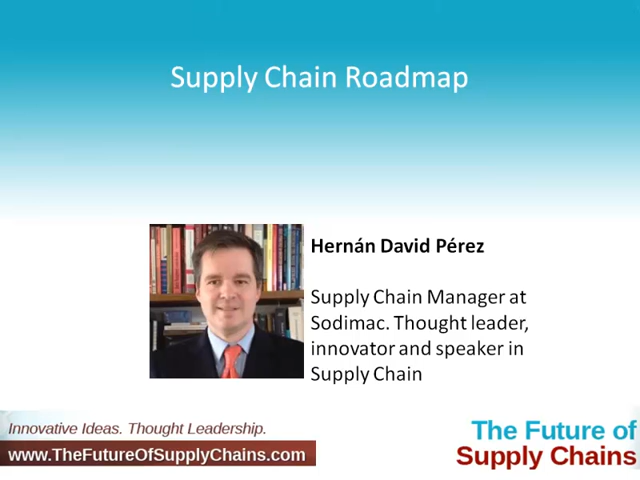 Supply Chain Roadmap
Hernán David Pérez
Supply Chain Manager at
Sodimac. Thought leader,
innovator and speaker in
Supply Chain
Innovative Ideas. Thought Leadership.
www.TheFutureOfSupplyChains.com
The Future of
Supply Chains